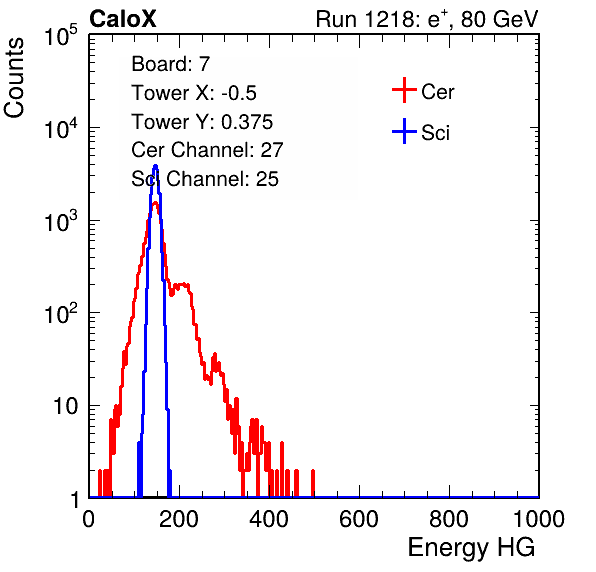 CaloX Run 1218: e⁺, 80 GeV
Counts
Board: 7
Tower X: -0.5
Tower Y: 0.375
Cer Channel: 27
Sci Channel: 25
Cer
Sci
10⁵
10⁴
10³
10²
10
1
0 200 400 600 800 1000
Energy HG